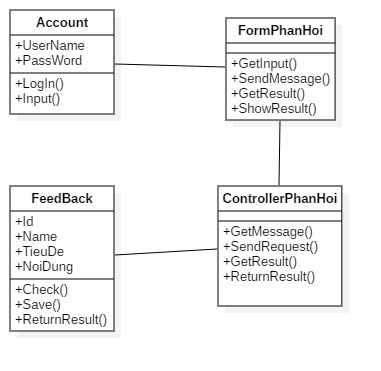 Account
+UserName
+PassWord
+LogIn()
+Input()
FormPhanHoi
+GetInput()
+SendMessage()
+GetResult()
+ShowResult()
FeedBack
+Id
+Name
+TieuDe
+NoiDung
+Check()
+Save()
+ReturnResult()
ControllerPhanHoi
+GetMessage()
+SendRequest()
+GetResult()
+ReturnResult()